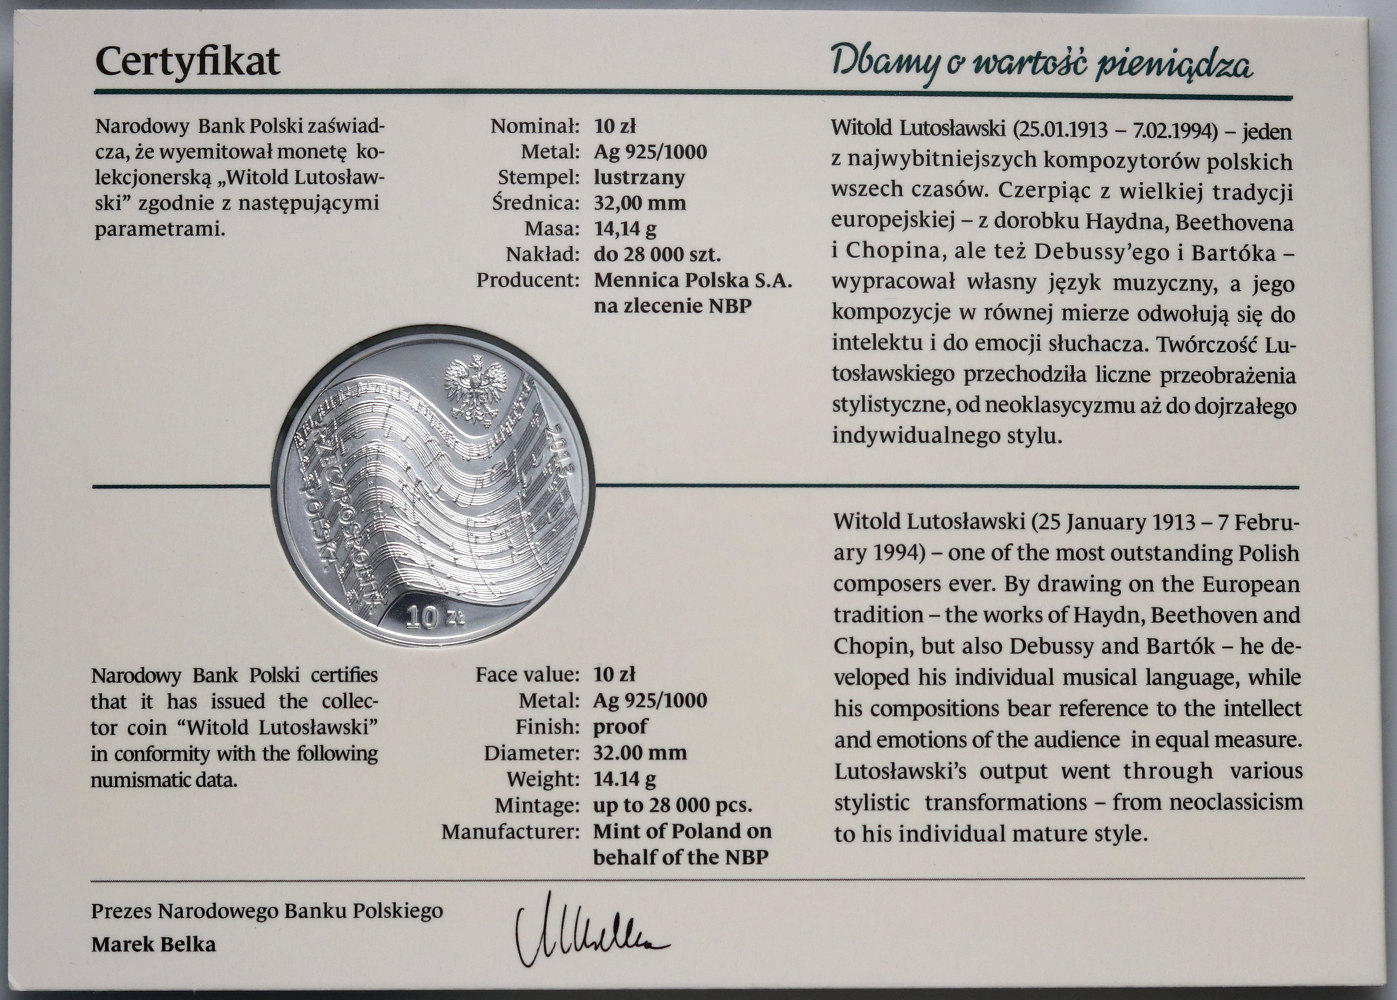 Certyfikat
Dbamy o wartość pieniądza
Narodowy Bank Polski zaświad-
cza, że wyemitował monetę ko-
lekcjonerską „Witold Lutosław-
ski” zgodnie z następującymi
parametrami.
Nominał: 10 zł
Metal: Ag 925/1000
Stempel: lustrzany
Średnica: 32,00 mm
Masa: 14,14 g
Nakład: do 28 000 szt.
Producent: Mennica Polska S.A.
na zlecenie NBP
Witold Lutosławski (25.01.1913 – 7.02.1994) – jeden
z najwybitniejszych kompozytorów polskich
wszech czasów. Czerpiąc z wielkiej tradycji
europejskiej – z dorobku Haydna, Beethovena
i Chopina, ale też Debussy’ego i Bartóka –
wypracował własny język muzyczny, a jego
kompozycje w równej mierze odwołują się do
intelektu i do emocji słuchacza. Twórczość Lu-
tosławskiego przechodziła liczne przeobrażenia
stylistyczne, od neoklasycyzmu aż do dojrzałego
indywidualnego stylu.
2013
RZECZPOSPOLITA
POLSKA
10 zł
Narodowy Bank Polski certifies
that it has issued the collec-
tor coin “Witold Lutosławski”
in conformity with the following
numismatic data.
Face value: 10 zł
Metal: Ag 925/1000
Finish: proof
Diameter: 32.00 mm
Weight: 14.14 g
Mintage: up to 28 000 pcs.
Manufacturer: Mint of Poland on
behalf of the NBP
Witold Lutosławski (25 January 1913 – 7 Febru-
ary 1994) – one of the most outstanding Polish
composers ever. By drawing on the European
tradition – the works of Haydn, Beethoven and
Chopin, but also Debussy and Bartók – he de-
veloped his individual musical language, while
his compositions bear reference to the intellect
and emotions of the audience in equal measure.
Lutosławski’s output went through various
stylistic transformations – from neoclassicism
to his individual mature style.
Prezes Narodowego Banku Polskiego
Marek Belka